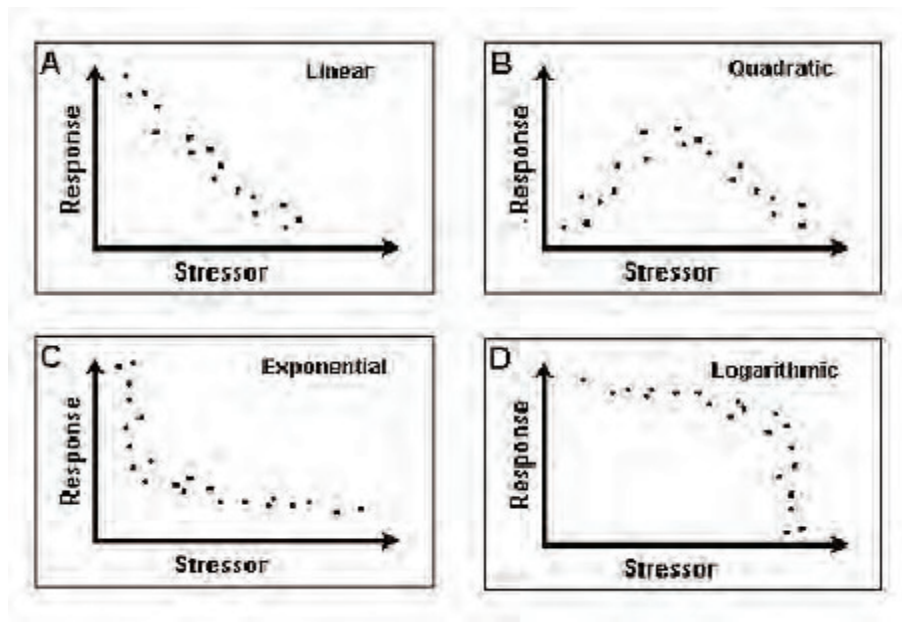 A
Linear
Response
Stressor
B
Quadratic
Response
Stressor
C
Exponential
Response
Stressor
D
Logarithmic
Response
Stressor